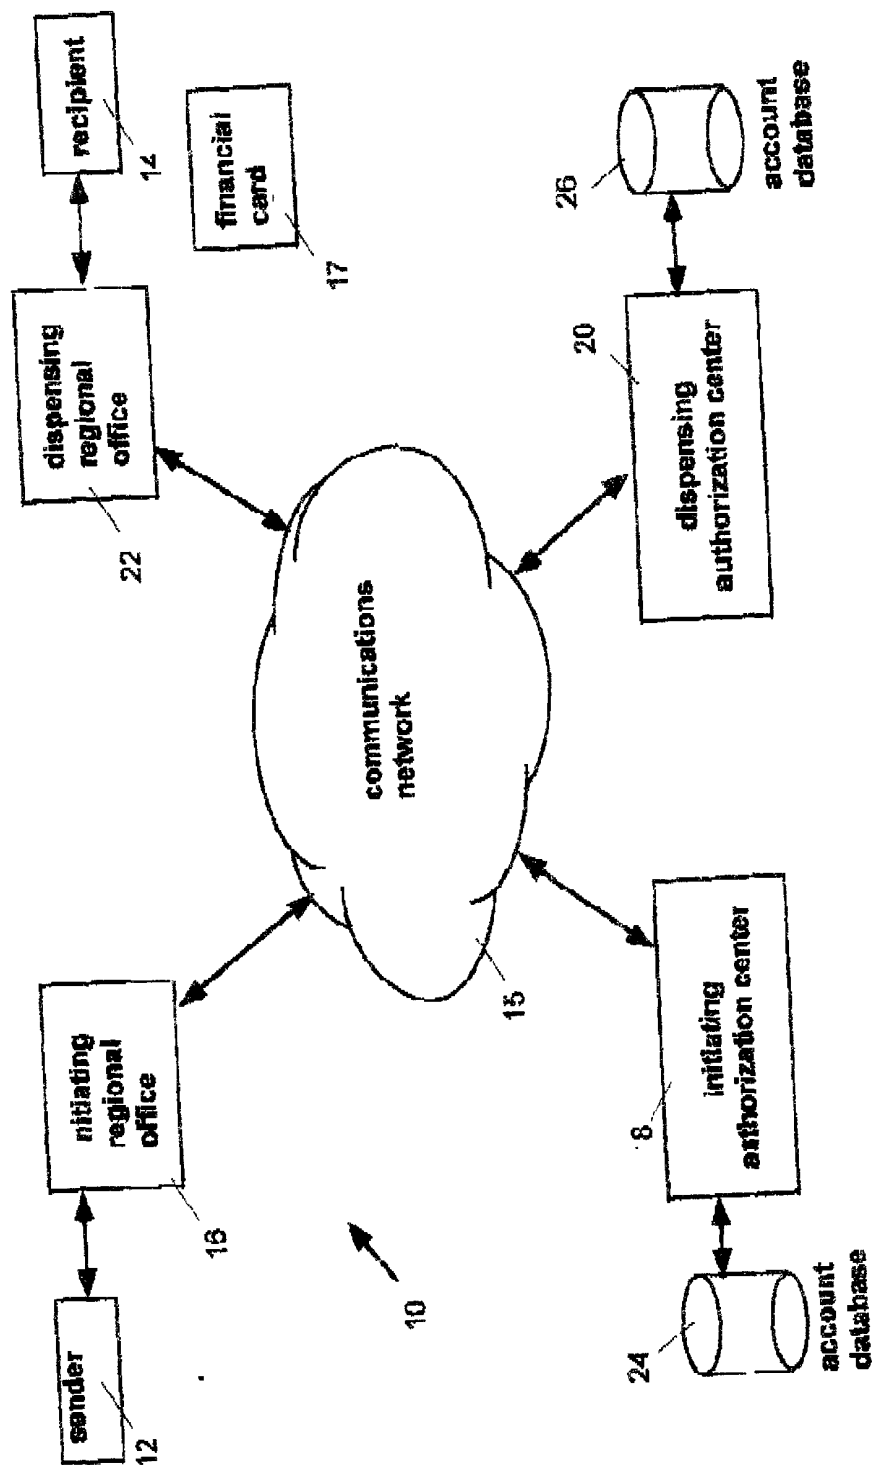 sender
12
nitiating
regional
office
16
10
communications
network
15
dispensing
regional
office
22
recipient
14
financial
card
17
24
account
database
initiating
authorization center
8
dispensing
authorization center
20
26
account
database